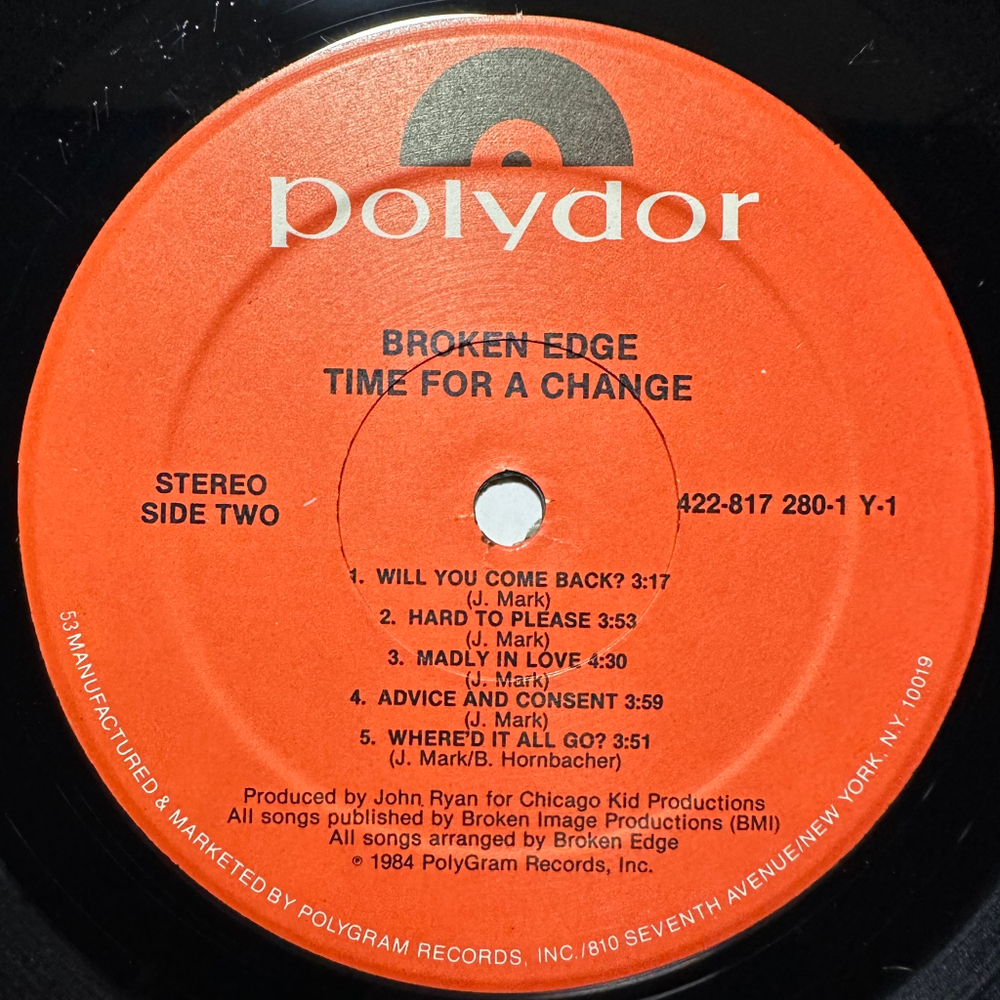 polydor
BROKEN EDGE
TIME FOR A CHANGE
STEREO
SIDE TWO
422-817 280-1 Y-1
1. WILL YOU COME BACK? 3:17
(J. Mark)
2. HARD TO PLEASE 3:53
(J. Mark)
3. MADLY IN LOVE 4:30
(J. Mark)
4. ADVICE AND CONSENT 3:59
(J. Mark)
5. WHERE'D IT ALL GO? 3:51
(J. Mark/B. Hornbacher)
Produced by John Ryan for Chicago Kid Productions
All songs published by Broken Image Productions (BMI)
All songs arranged by Broken Edge
℗ 1984 PolyGram Records, Inc.
53 MANUFACTURED & MARKETED BY POLYGRAM RECORDS, INC./810 SEVENTH AVENUE/NEW YORK, N.Y. 10019